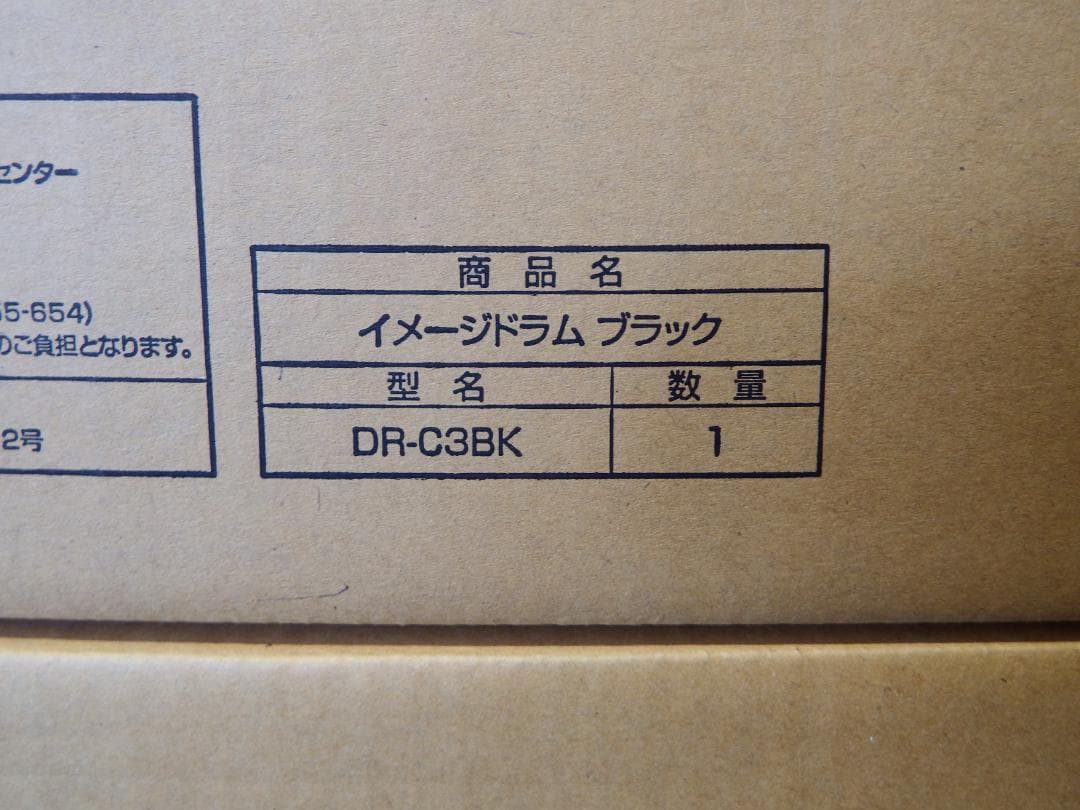 センター
55-654)
のご負担となります。
2号
商品名
イメージドラム ブラック
型名 数量
DR-C3BK 1